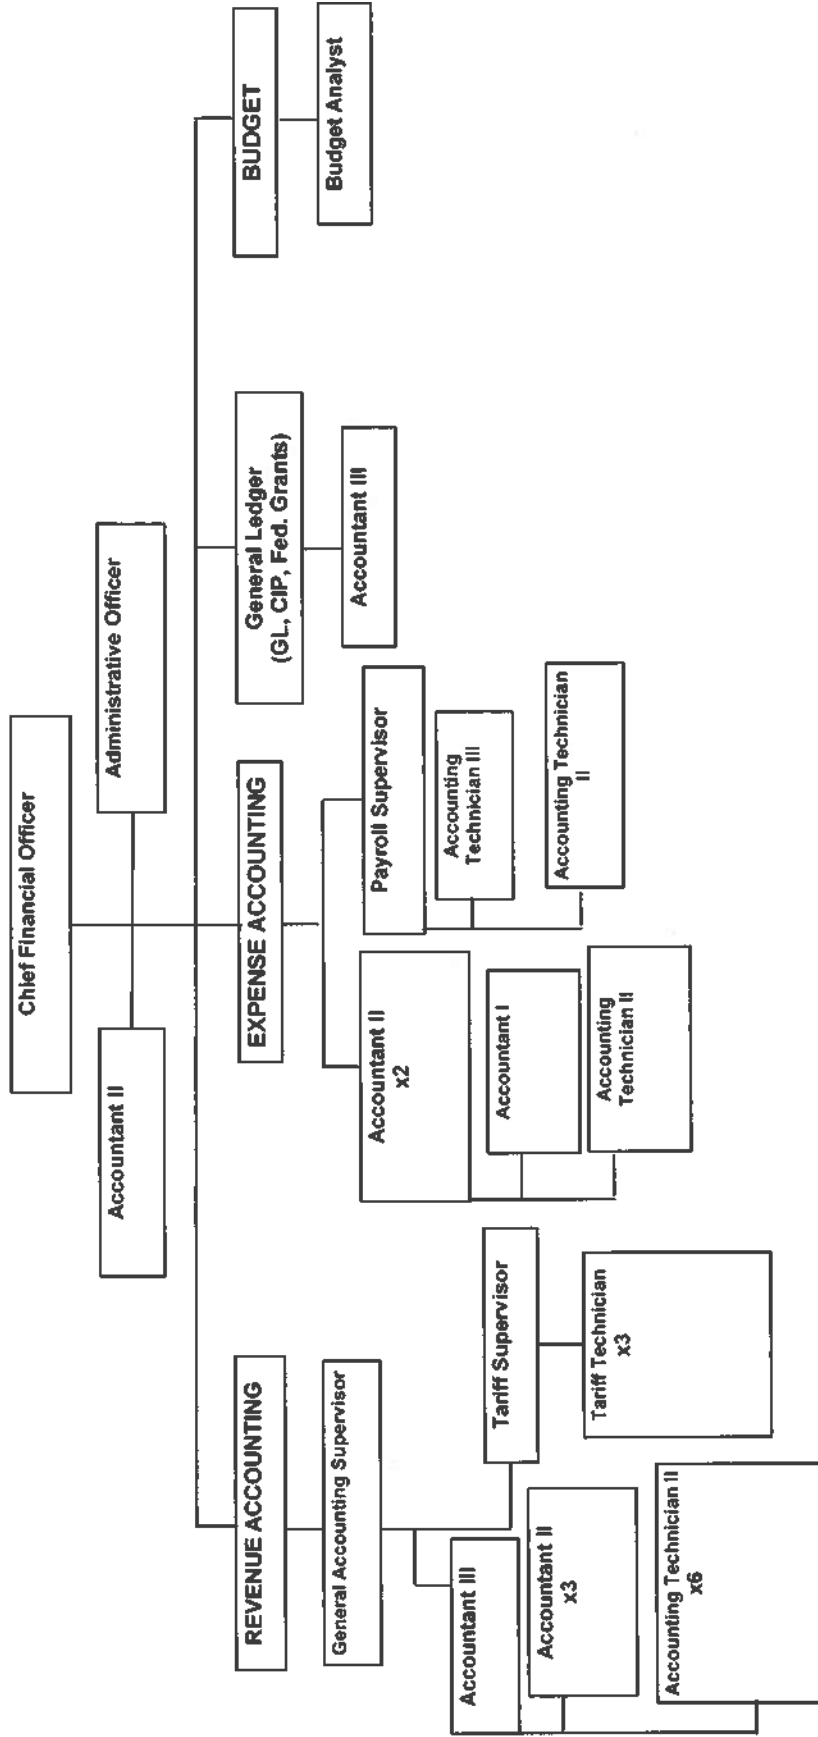 Chief Financial Officer
Accountant II
Administrative Officer
REVENUE ACCOUNTING
EXPENSE ACCOUNTING
General Ledger
(GL, CIP, Fed. Grants)
BUDGET
General Accounting Supervisor
Accountant III
Accountant II
x3
Accounting Technician II
x6
Tariff Supervisor
Tariff Technician
x3
Accountant II
x2
Accountant I
Accounting
Technician II
Payroll Supervisor
Accounting
Technician III
Accounting Technician
II
Accountant III
Budget Analyst